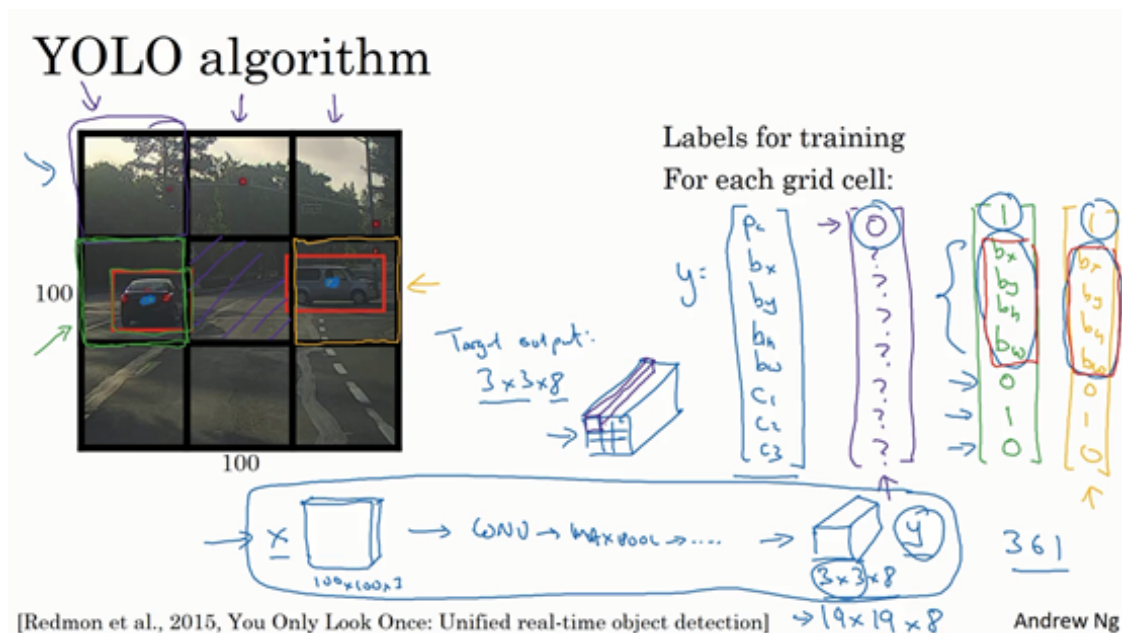 YOLO algorithm
Labels for training
For each grid cell:
y=
Pc
bx
by
bh
bw
c1
c2
c3
0
?
?
?
?
?
?
?
1
bx
by
bh
bw
0
1
0
1
bx
by
bh
bw
0
1
0
100
100
Target output:
3 x 3 x 8
x
100x100x3
CONV → MAXPOOL → ....
3 x 3 x 8
y
361
→ 19 x 19 x 8
[Redmon et al., 2015, You Only Look Once: Unified real-time object detection]
Andrew Ng